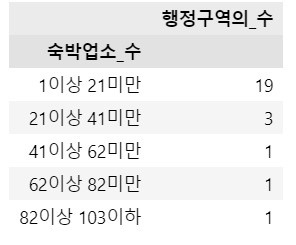 행정구역의_수
숙박업소_수
1이상 21미만 19
21이상 41미만 3
41이상 62미만 1
62이상 82미만 1
82이상 103이하 1